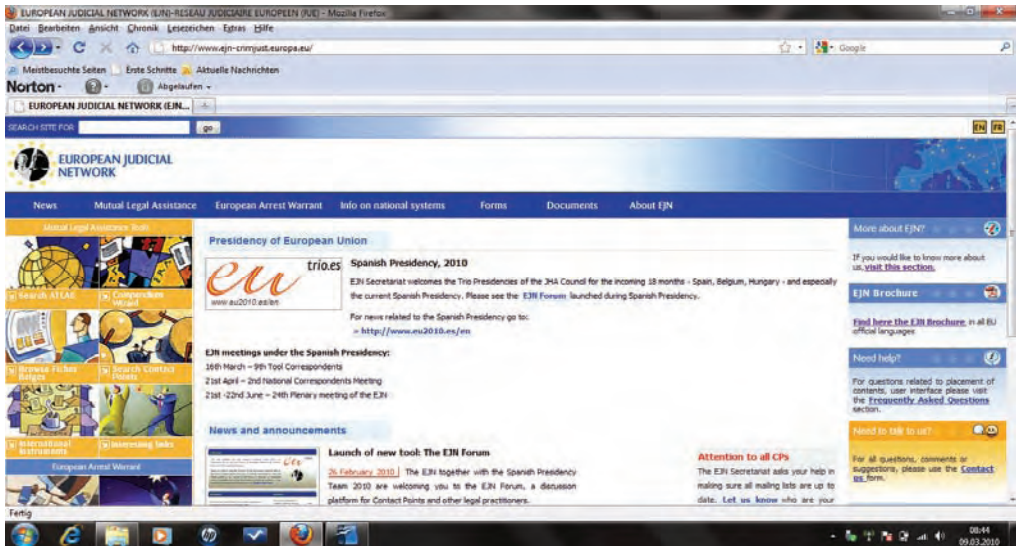 EUROPEAN JUDICIAL NETWORK (EJN)-RESEAU JUDICIAIRE EUROPEEN (RJE) - Mozilla Firefox
Datei Bearbeiten Ansicht Chronik Lesezeichen Extras Hilfe
http://www.ejn-crimjust.europa.eu/
Google
Meistbesuchte Seiten Erste Schritte Aktuelle Nachrichten
Norton Abgelaufen
EUROPEAN JUDICIAL NETWORK (EJN...
SEARCH SITE FOR go EN FR
EUROPEAN JUDICIAL
NETWORK
News Mutual Legal Assistance European Arrest Warrant Info on national systems Forms Documents About EJN
Mutual Legal Assistance Tools
Search ATLAS
Compendium
Wizard
Browse Fiches
Belges
Search Contact
Points
International
Instruments
Interesting links
European Arrest Warrant
Presidency of European Union
eu trio.es
www.eu2010.es/en
Spanish Presidency, 2010
EJN Secretariat welcomes the Trio Presidencies of the JHA Council for the incoming 18 months - Spain, Belgium, Hungary - and especially
the current Spanish Presidency. Please see the EJN Forum launched during Spanish Presidency.
For news related to the Spanish Presidency go to:
» http://www.eu2010.es/en
EJN meetings under the Spanish Presidency:
16th March – 9th Tool Correspondents
21st April – 2nd National Correspondents Meeting
21st -22nd June – 24th Plenary meeting of the EJN
News and announcements
Launch of new tool: The EJN Forum
26 February 2010 | The EJN together with the Spanish Presidency
Team 2010 are welcoming you to the EJN Forum, a discussion
platform for Contact Points and other legal practitioners.
Attention to all CPs
The EJN Secretariat asks your help in
making sure all mailing lists are up to
date. Let us know who are your
More about EJN?
If you would like to know more about
us, visit this section.
EJN Brochure
Find here the EJN Brochure in all EU
official languages
Need help?
For questions related to placement of
contents, user interface please visit
the Frequently Asked Questions
section.
Need to talk to us?
For all questions, comments or
suggestions, please use the Contact
us form.
Fertig
08:44
09.03.2010